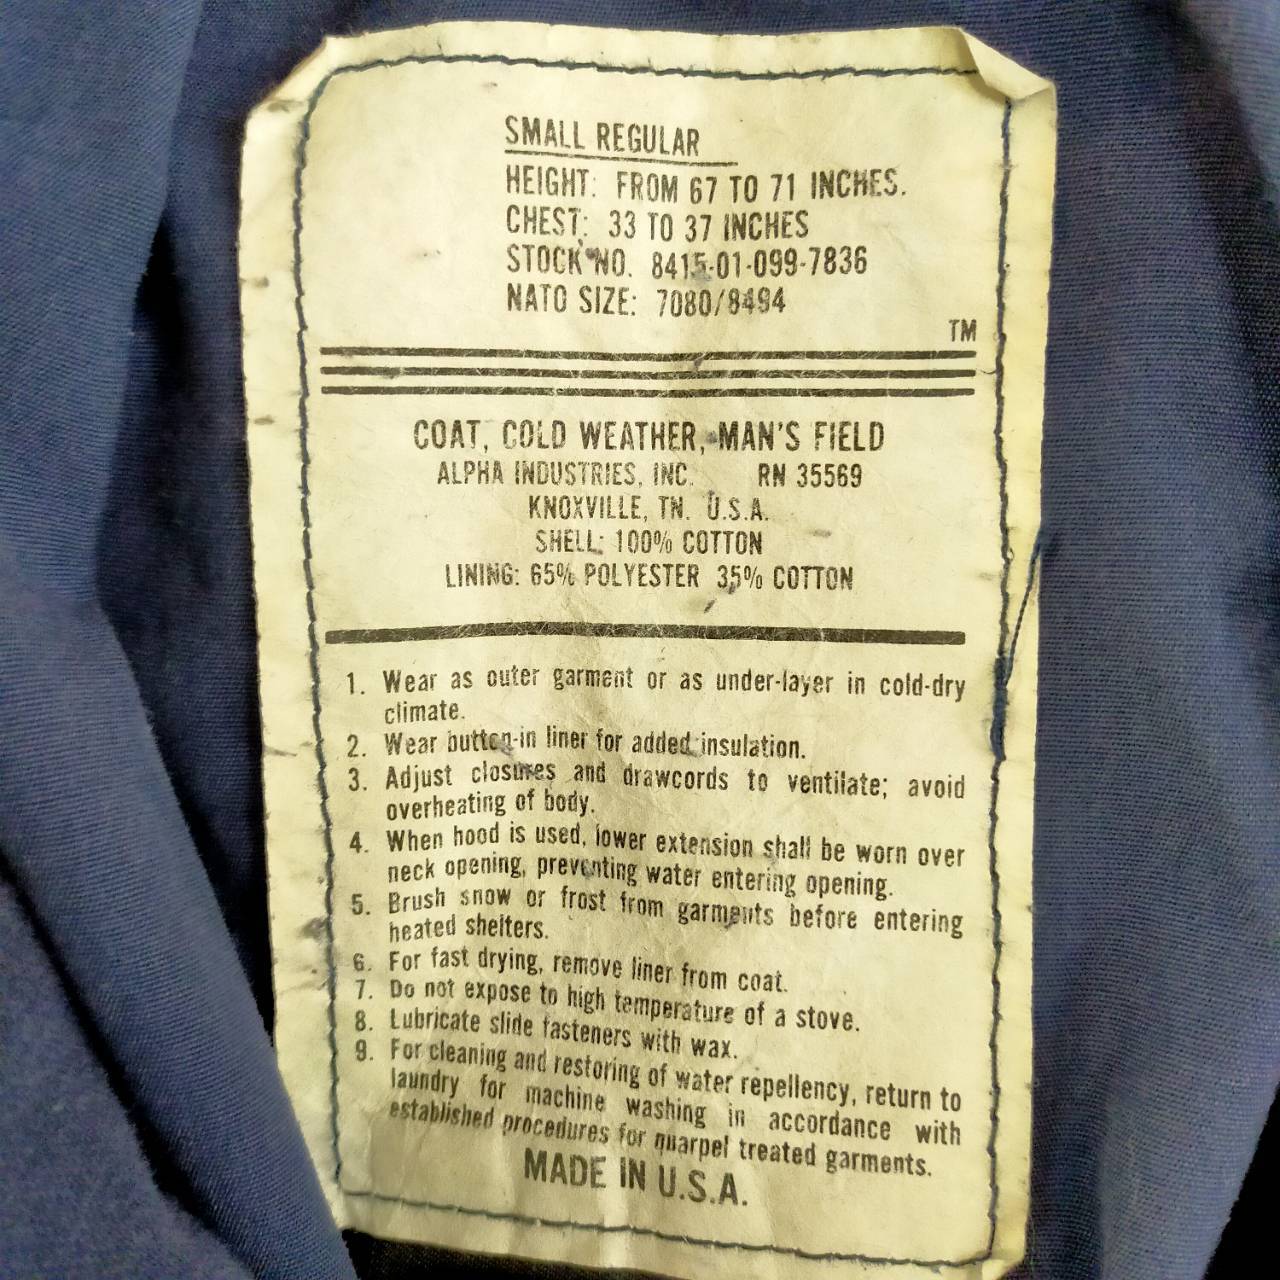 SMALL REGULAR
HEIGHT: FROM 67 TO 71 INCHES.
CHEST: 33 TO 37 INCHES
STOCK NO. 8415-01-099-7836
NATO SIZE: 7080/8494
TM
COAT, COLD WEATHER, MAN'S FIELD
ALPHA INDUSTRIES, INC. RN 35569
KNOXVILLE, TN. U.S.A.
SHELL: 100% COTTON
LINING: 65% POLYESTER 35% COTTON
1. Wear as outer garment or as under-layer in cold-dry
climate.
2. Wear button-in liner for added insulation.
3. Adjust closures and drawcords to ventilate; avoid
overheating of body.
4. When hood is used, lower extension shall be worn over
neck opening, preventing water entering opening.
5. Brush snow or frost from garments before entering
heated shelters.
6. For fast drying, remove liner from coat.
7. Do not expose to high temperature of a stove.
8. Lubricate slide fasteners with wax.
9. For cleaning and restoring of water repellency, return to
laundry for machine washing in accordance with
established procedures for quarpel treated garments.
MADE IN U.S.A.